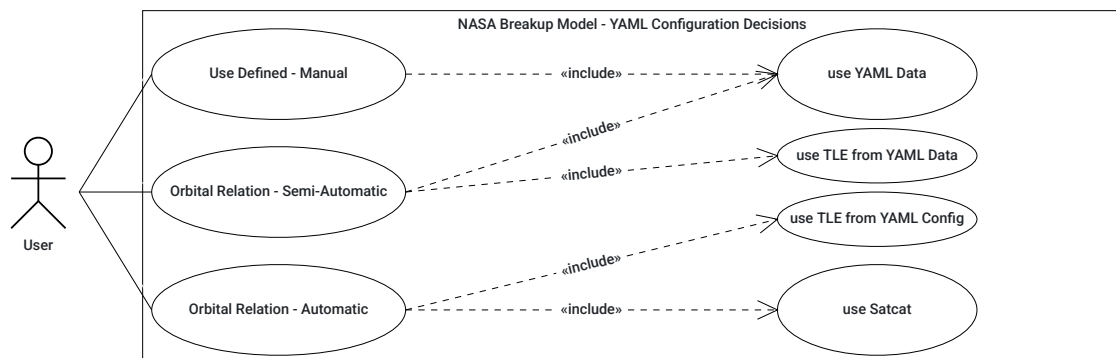 NASA Breakup Model - YAML Configuration Decisions
Use Defined - Manual
«include»
use YAML Data
«include»
use TLE from YAML Data
Orbital Relation - Semi-Automatic
«include»
use TLE from YAML Config
User
«include»
Orbital Relation - Automatic
«include»
use Satcat